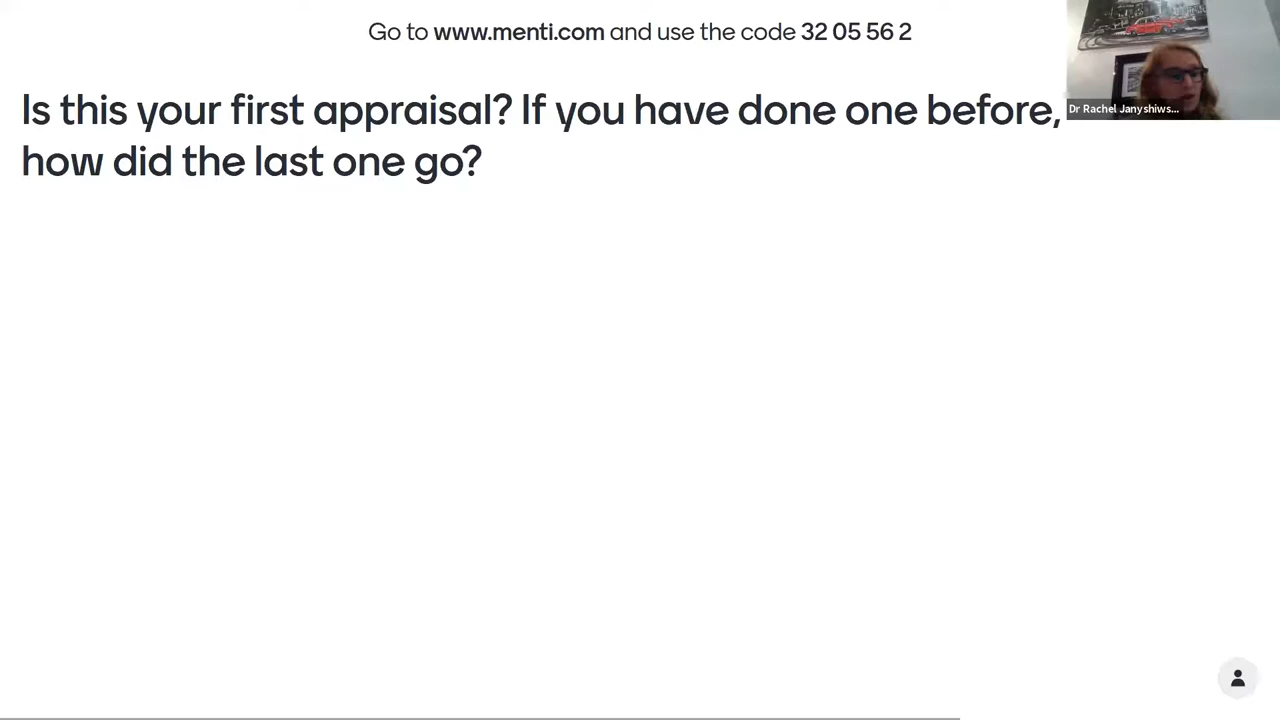 Go to www.menti.com and use the code 32 05 56 2
Is this your first appraisal? If you have done one before,
how did the last one go?
Dr Rachel Janyshiws...